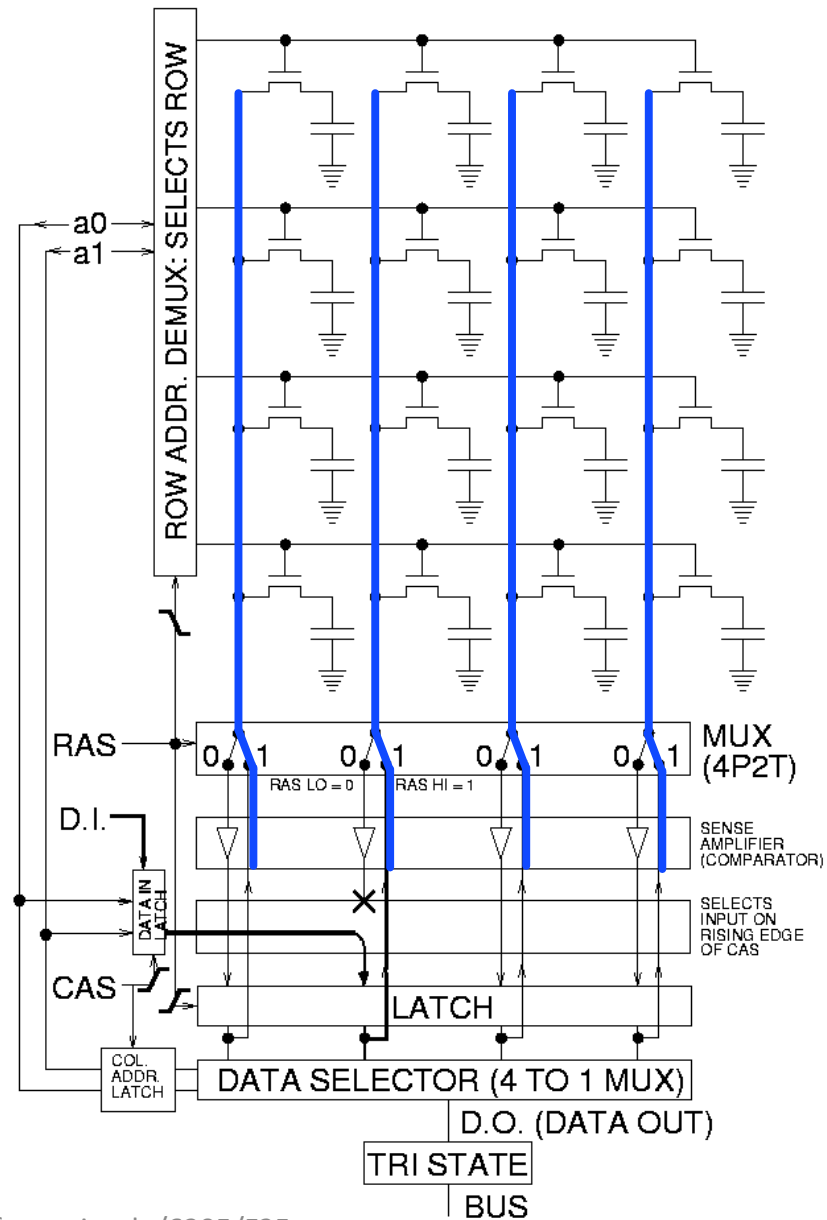 ROW ADDR. DEMUX: SELECTS ROW
a0
a1
RAS
0 1
0 1
0 1
0 1
MUX
(4P2T)
RAS LO = 0
RAS HI = 1
D.I.
SENSE
AMPLIFIER
(COMPARATOR)
DATA IN
LATCH
SELECTS
INPUT ON
RISING EDGE
OF CAS
CAS
LATCH
COL.
ADDR.
LATCH
DATA SELECTOR (4 TO 1 MUX)
D.O. (DATA OUT)
TRI STATE
BUS